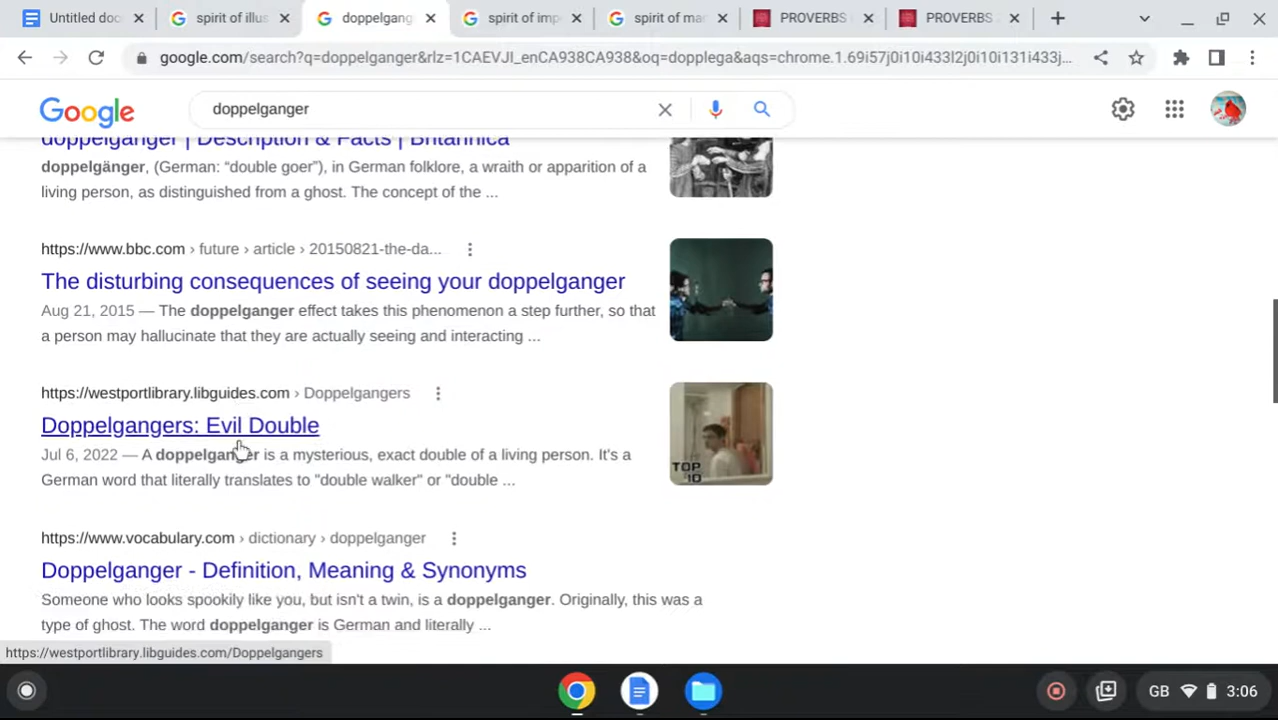 Untitled doc
spirit of illus
doppelgang
spirit of imp
spirit of ma
PROVERBS
PROVERBS
google.com/search?q=doppelganger&rlz=1CAEVJI_enCA938CA938&oq=dopplega&aqs=chrome.1.69i57j0i10i433l2j0i10i131i433j...
Google
doppelganger
doppelgänger | Description & Facts | Britannica
doppelgänger, (German: “double goer”), in German folklore, a wraith or apparition of a
living person, as distinguished from a ghost. The concept of the ...
https://www.bbc.com › future › article › 20150821-the-da...
The disturbing consequences of seeing your doppelganger
Aug 21, 2015 — The doppelganger effect takes this phenomenon a step further, so that
a person may hallucinate that they are actually seeing and interacting ...
https://westportlibrary.libguides.com › Doppelgangers
Doppelgangers: Evil Double
Jul 6, 2022 — A doppelganger is a mysterious, exact double of a living person. It's a
German word that literally translates to "double walker" or "double ...
TOP
10
https://www.vocabulary.com › dictionary › doppelganger
Doppelganger - Definition, Meaning & Synonyms
Someone who looks spookily like you, but isn't a twin, is a doppelganger. Originally, this was a
type of ghost. The word doppelganger is German and literally ...
https://westportlibrary.libguides.com/Doppelgangers
GB
3:06